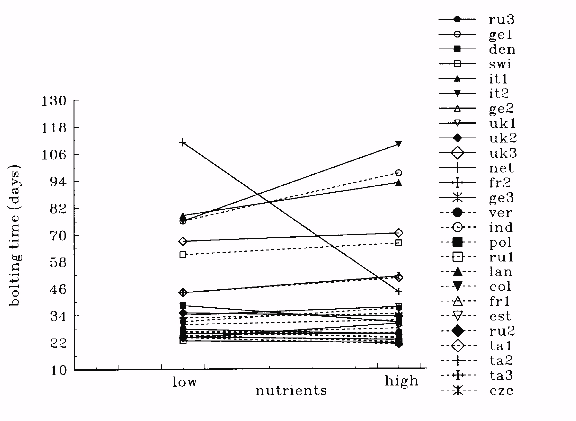 ru3
ge1
den
swi
it1
it2
ge2
uk1
uk2
uk3
net
fr2
ge3
ver
ind
pol
ru1
lan
col
fr1
est
ru2
ta1
ta2
ta3
cze
130
118
106
94
82
70
58
46
34
22
10
bolting time (days)
low
high
nutrients